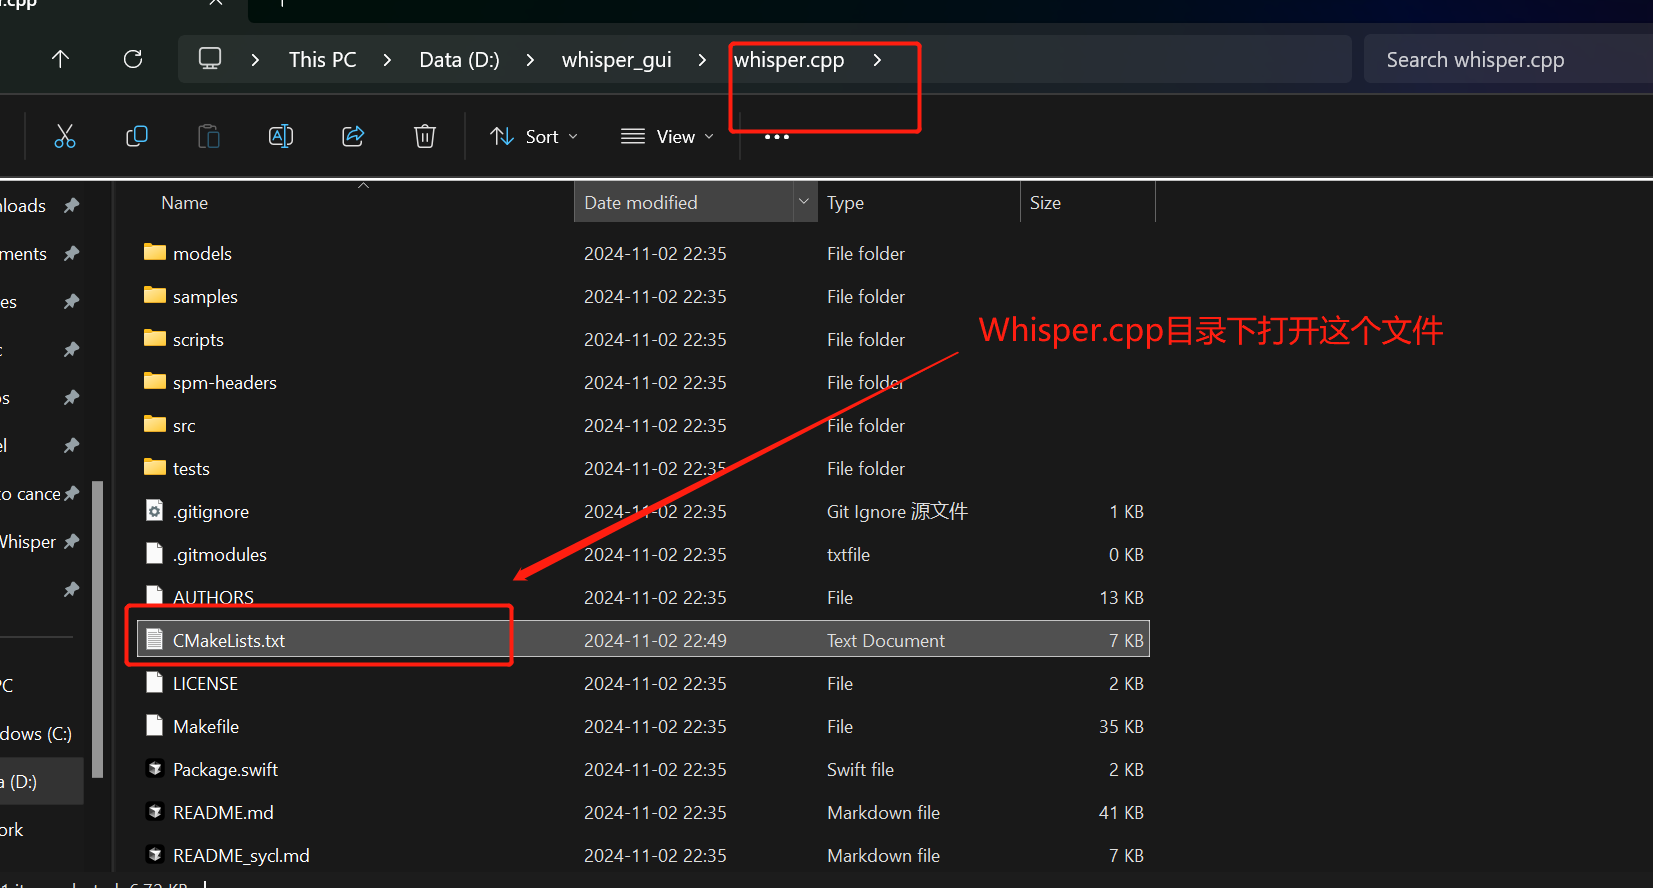 This PC > Data (D:) > whisper_gui > whisper.cpp >
Search whisper.cpp
Sort
View
Name
Date modified
Type
Size
models 2024-11-02 22:35 File folder
samples 2024-11-02 22:35 File folder
scripts 2024-11-02 22:35 File folder
spm-headers 2024-11-02 22:35 File folder
src 2024-11-02 22:35 File folder
tests 2024-11-02 22:35 File folder
.gitignore 2024-11-02 22:35 Git Ignore 源文件 1 KB
.gitmodules 2024-11-02 22:35 txtfile 0 KB
AUTHORS 2024-11-02 22:35 File 13 KB
CMakeLists.txt 2024-11-02 22:49 Text Document 7 KB
LICENSE 2024-11-02 22:35 File 2 KB
Makefile 2024-11-02 22:35 File 35 KB
Package.swift 2024-11-02 22:35 Swift file 2 KB
README.md 2024-11-02 22:35 Markdown file 41 KB
README_sycl.md 2024-11-02 22:35 Markdown file 7 KB
Whisper.cpp目录下打开这个文件
to cance
Whisper
(C:)
(D:)